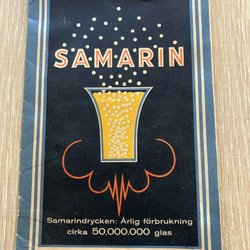 SAMARIN
Samarindrycken: Årlig förbrukning
cirka 50.000.000 glas